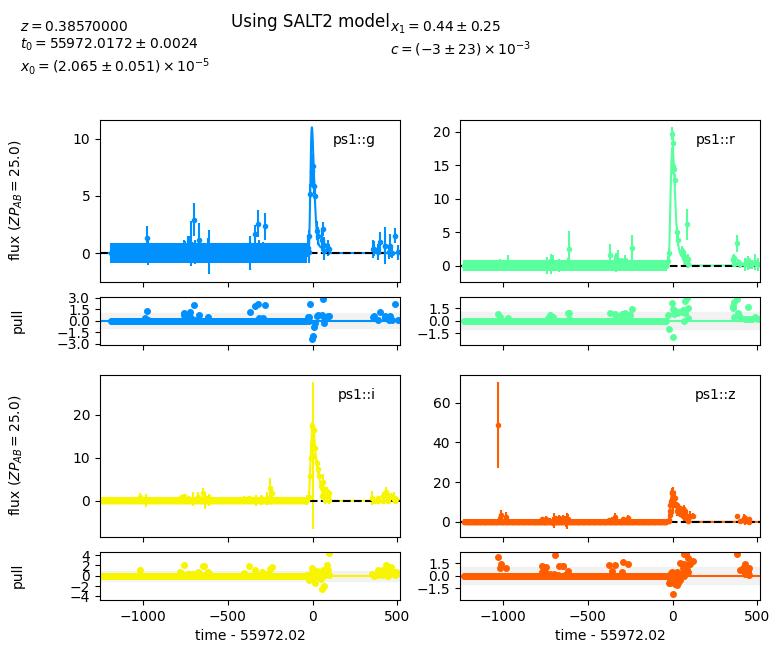 Using SALT2 model
z = 0.38570000
t₀ = 55972.0172 ± 0.0024
x₀ = (2.065 ± 0.051) × 10⁻⁵
x₁ = 0.44 ± 0.25
c = (−3 ± 23) × 10⁻³
flux (ZP_AB = 25.0)
10
5
0
ps1::g
20
15
10
5
0
ps1::r
pull
3.0
1.5
0.0
−1.5
−3.0
1.5
0.0
−1.5
flux (ZP_AB = 25.0)
20
10
0
ps1::i
60
40
20
0
ps1::z
pull
4
2
0
−2
−4
1.5
0.0
−1.5
−1000
−500
0
500
−1000
−500
0
500
time - 55972.02
time - 55972.02